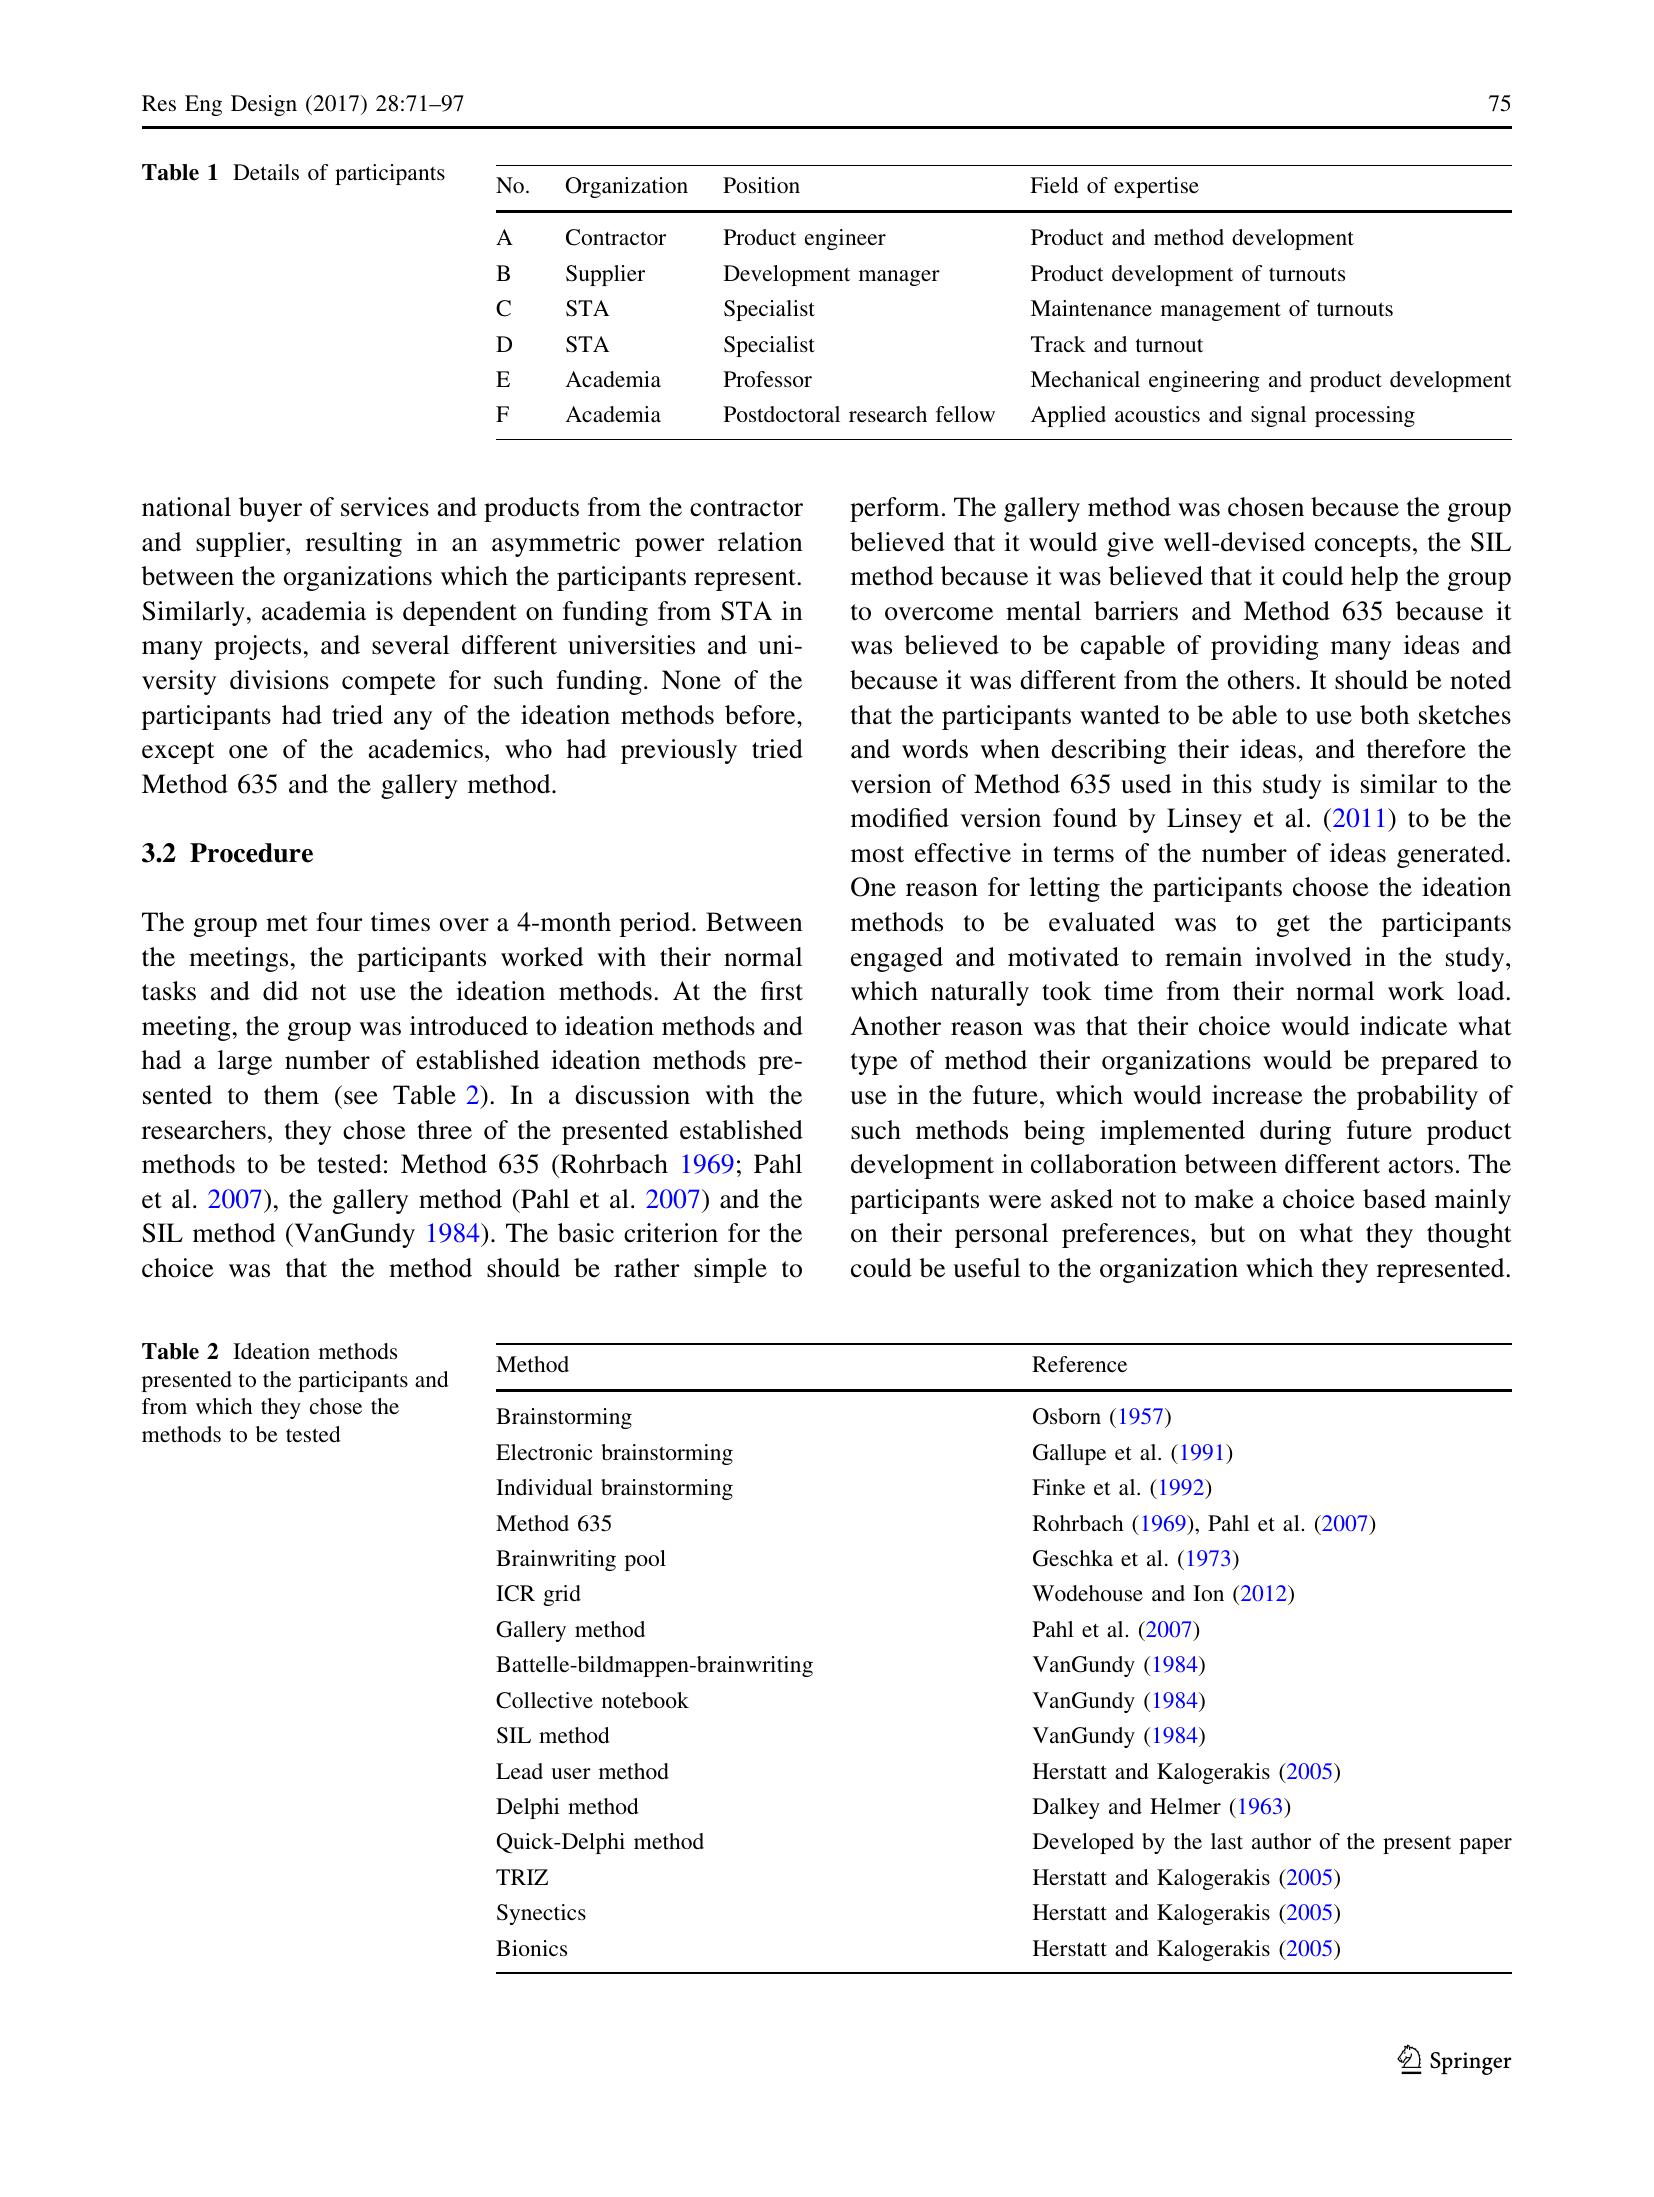 Res Eng Design (2017) 28:71–97 75
Table 1 Details of participants
No. Organization Position Field of expertise
A Contractor Product engineer Product and method development
B Supplier Development manager Product development of turnouts
C STA Specialist Maintenance management of turnouts
D STA Specialist Track and turnout
E Academia Professor Mechanical engineering and product development
F Academia Postdoctoral research fellow Applied acoustics and signal processing
national buyer of services and products from the contractor
and supplier, resulting in an asymmetric power relation
between the organizations which the participants represent.
Similarly, academia is dependent on funding from STA in
many projects, and several different universities and uni-
versity divisions compete for such funding. None of the
participants had tried any of the ideation methods before,
except one of the academics, who had previously tried
Method 635 and the gallery method.
3.2 Procedure
The group met four times over a 4-month period. Between
the meetings, the participants worked with their normal
tasks and did not use the ideation methods. At the first
meeting, the group was introduced to ideation methods and
had a large number of established ideation methods pre-
sented to them (see Table 2). In a discussion with the
researchers, they chose three of the presented established
methods to be tested: Method 635 (Rohrbach 1969; Pahl
et al. 2007), the gallery method (Pahl et al. 2007) and the
SIL method (VanGundy 1984). The basic criterion for the
choice was that the method should be rather simple to
perform. The gallery method was chosen because the group
believed that it would give well-devised concepts, the SIL
method because it was believed that it could help the group
to overcome mental barriers and Method 635 because it
was believed to be capable of providing many ideas and
because it was different from the others. It should be noted
that the participants wanted to be able to use both sketches
and words when describing their ideas, and therefore the
version of Method 635 used in this study is similar to the
modified version found by Linsey et al. (2011) to be the
most effective in terms of the number of ideas generated.
One reason for letting the participants choose the ideation
methods to be evaluated was to get the participants
engaged and motivated to remain involved in the study,
which naturally took time from their normal work load.
Another reason was that their choice would indicate what
type of method their organizations would be prepared to
use in the future, which would increase the probability of
such methods being implemented during future product
development in collaboration between different actors. The
participants were asked not to make a choice based mainly
on their personal preferences, but on what they thought
could be useful to the organization which they represented.
Table 2 Ideation methods
presented to the participants and
from which they chose the
methods to be tested
Method Reference
Brainstorming Osborn (1957)
Electronic brainstorming Gallupe et al. (1991)
Individual brainstorming Finke et al. (1992)
Method 635 Rohrbach (1969), Pahl et al. (2007)
Brainwriting pool Geschka et al. (1973)
ICR grid Wodehouse and Ion (2012)
Gallery method Pahl et al. (2007)
Battelle-bildmappen-brainwriting VanGundy (1984)
Collective notebook VanGundy (1984)
SIL method VanGundy (1984)
Lead user method Herstatt and Kalogerakis (2005)
Delphi method Dalkey and Helmer (1963)
Quick-Delphi method Developed by the last author of the present paper
TRIZ Herstatt and Kalogerakis (2005)
Synectics Herstatt and Kalogerakis (2005)
Bionics Herstatt and Kalogerakis (2005)
Springer